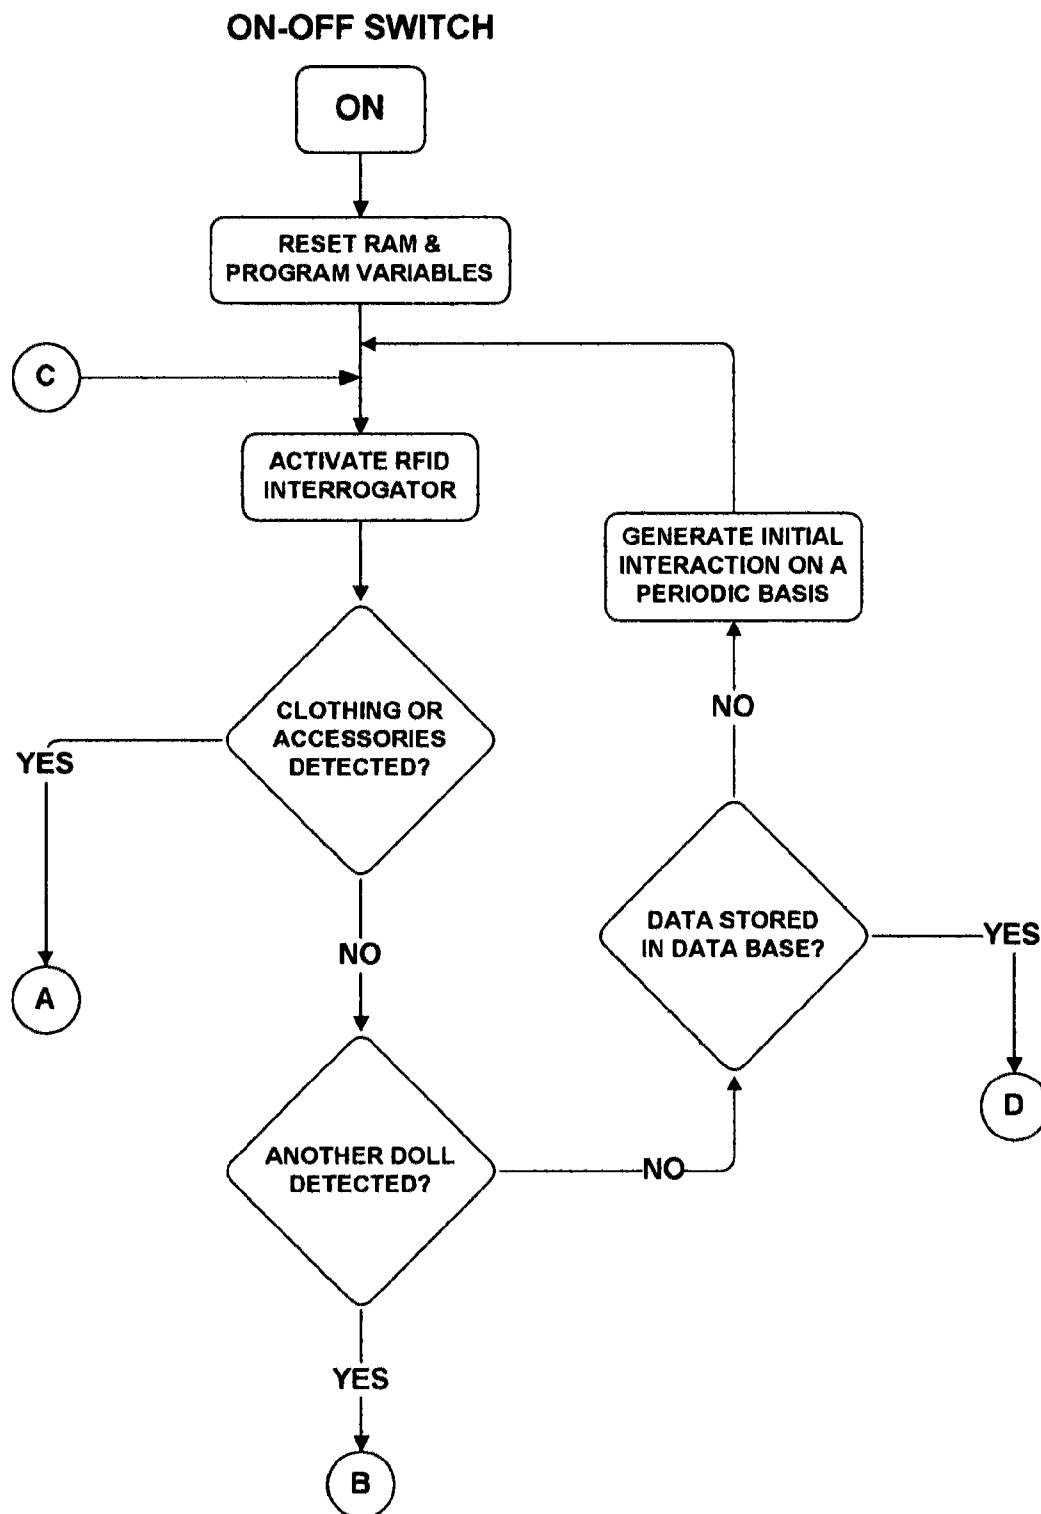 ON-OFF SWITCH
ON
RESET RAM &
PROGRAM VARIABLES
C
ACTIVATE RFID
INTERROGATOR
GENERATE INITIAL
INTERACTION ON A
PERIODIC BASIS
NO
CLOTHING OR
ACCESSORIES
DETECTED?
YES
DATA STORED
IN DATA BASE?
YES
NO
A
D
ANOTHER DOLL
DETECTED?
NO
YES
B